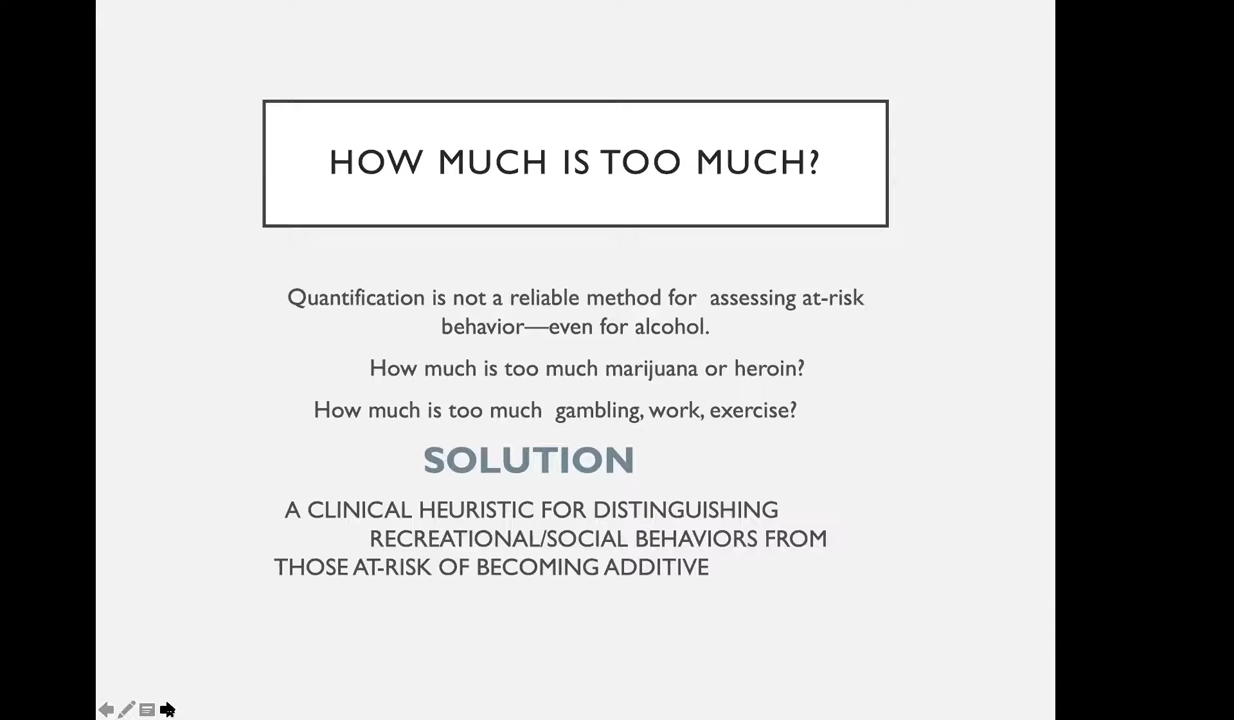 HOW MUCH IS TOO MUCH?
Quantification is not a reliable method for assessing at-risk
behavior—even for alcohol.
How much is too much marijuana or heroin?
How much is too much gambling, work, exercise?
SOLUTION
A CLINICAL HEURISTIC FOR DISTINGUISHING
RECREATIONAL/SOCIAL BEHAVIORS FROM
THOSE AT-RISK OF BECOMING ADDITIVE